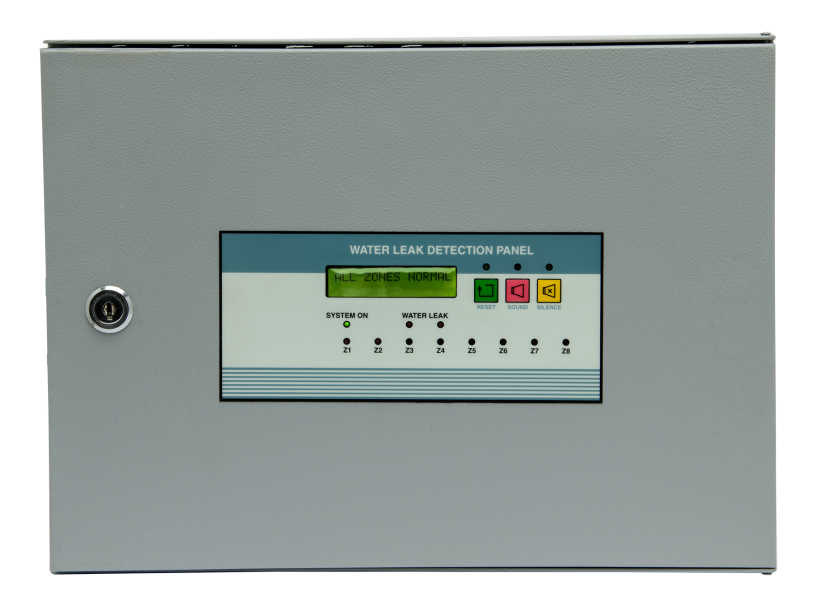 WATER LEAK DETECTION PANEL
ALL ZONES NORMAL
RESET SOUND SILENCE
SYSTEM ON WATER LEAK
Z1 Z2 Z3 Z4 Z5 Z6 Z7 Z8